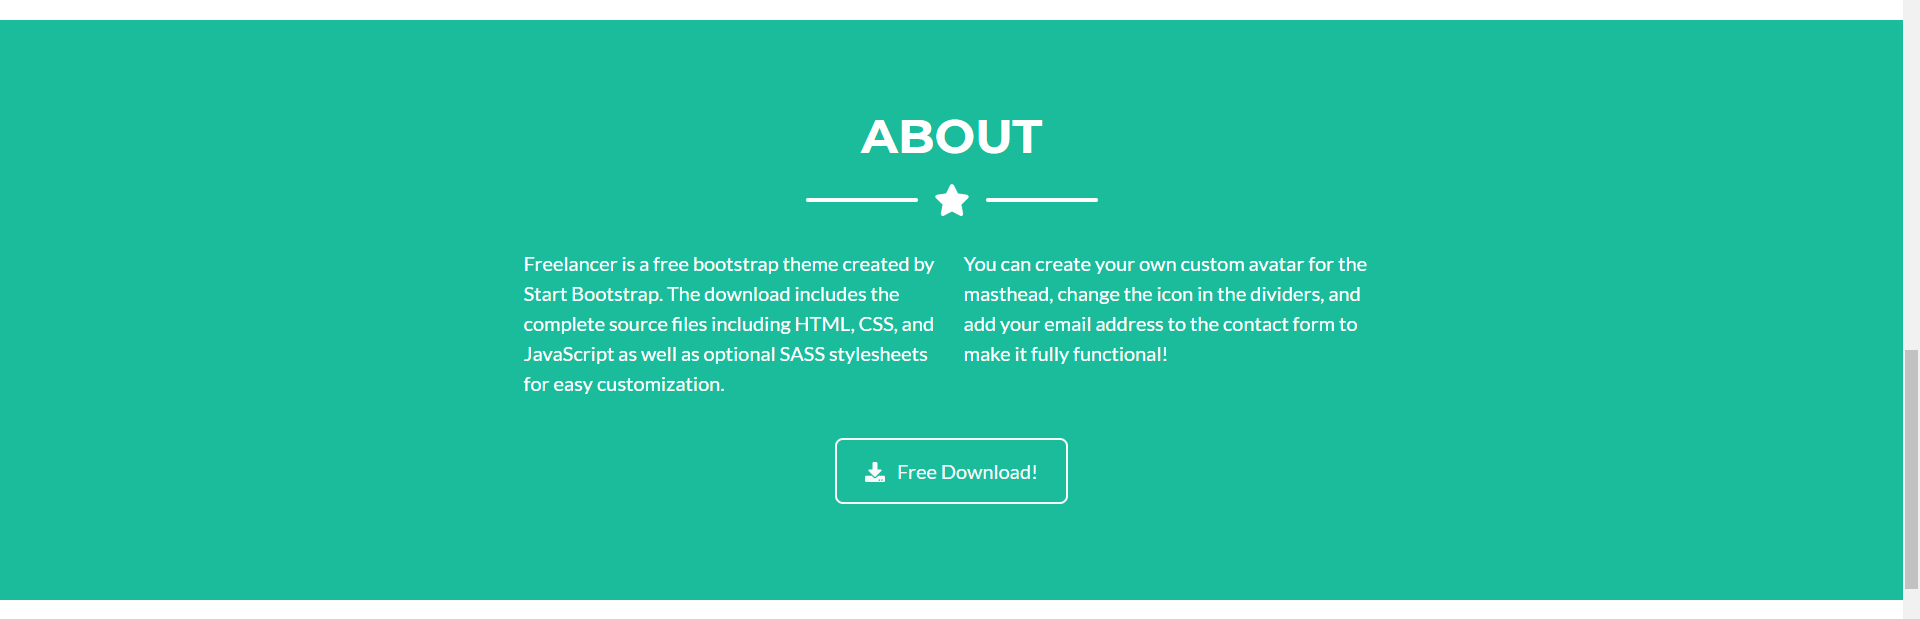 ABOUT
Freelancer is a free bootstrap theme created by
Start Bootstrap. The download includes the
complete source files including HTML, CSS, and
JavaScript as well as optional SASS stylesheets
for easy customization.
You can create your own custom avatar for the
masthead, change the icon in the dividers, and
add your email address to the contact form to
make it fully functional!
Free Download!